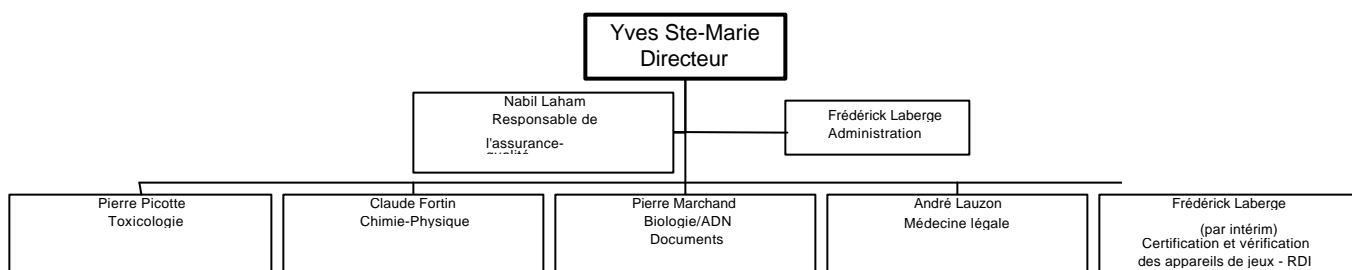 Yves Ste-Marie
Directeur
Nabil Laham
Responsable de
l'assurance-
qualité
Frédérick Laberge
Administration
Pierre Picotte
Toxicologie
Claude Fortin
Chimie-Physique
Pierre Marchand
Biologie/ADN
Documents
André Lauzon
Médecine légale
Frédérick Laberge
(par intérim)
Certification et vérification
des appareils de jeux - RDI